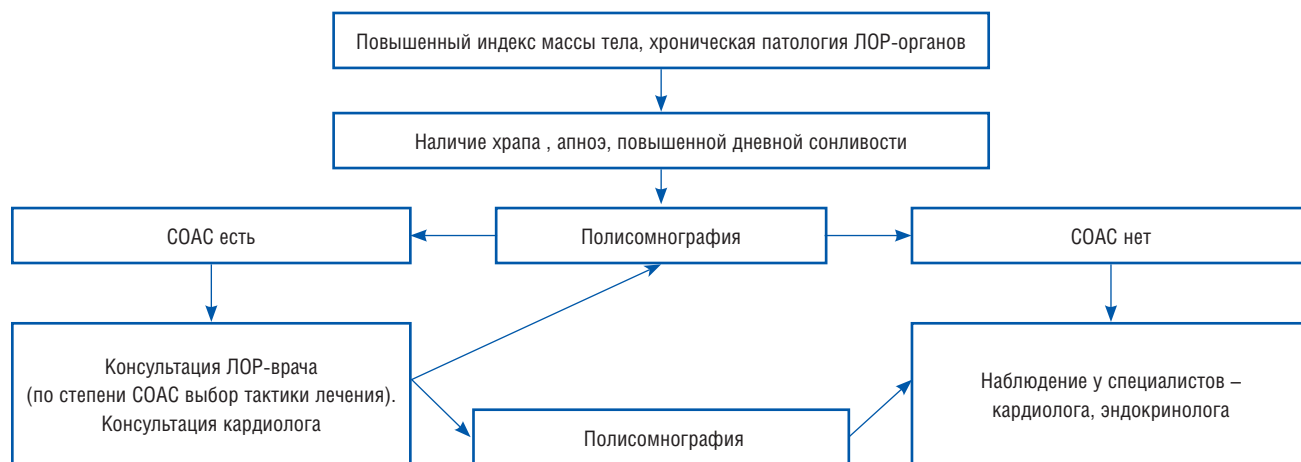 Повышенный индекс массы тела, хроническая патология ЛОР-органов
Наличие храпа , апноэ, повышенной дневной сонливости
СОАС есть
Полисомнография
СОАС нет
Консультация ЛОР-врача
(по степени СОАС выбор тактики лечения).
Консультация кардиолога
Полисомнография
Наблюдение у специалистов –
кардиолога, эндокринолога